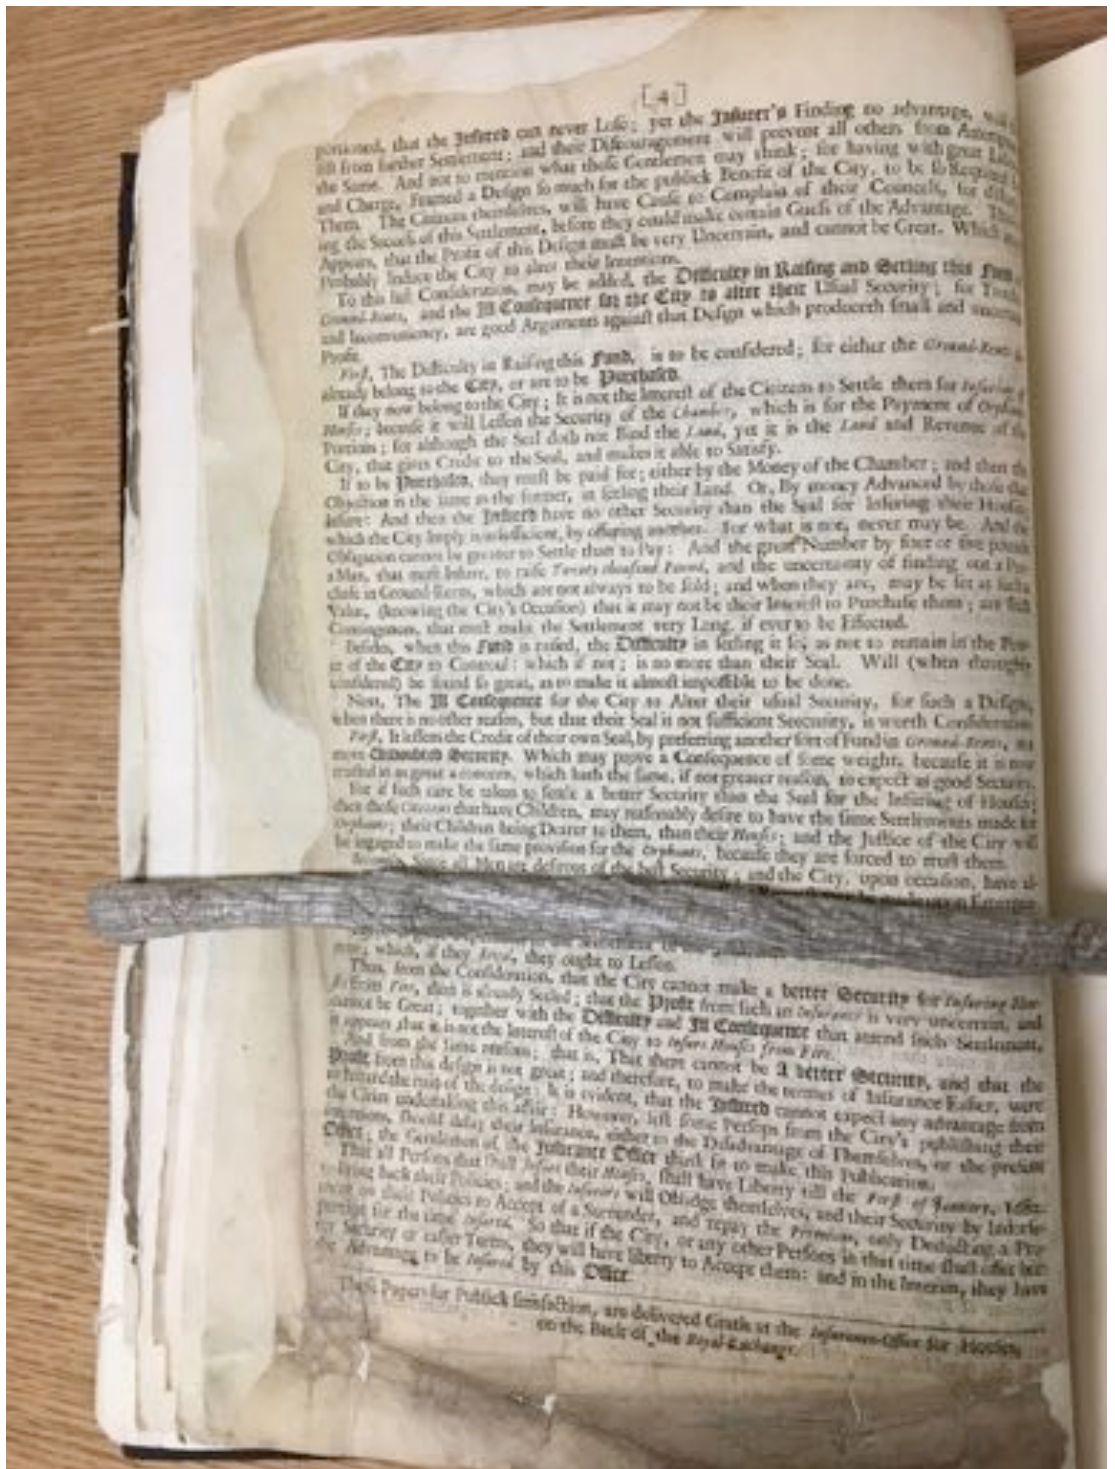 [4]
portioned, that the Insured can never Lose; yet the Insurer's Finding no advantage, will
still from further Settlement; and their Discouragement will prevent all others from
the Same. And not to mention what those Gentlemen may think; for having with great
and Charge, Framed a Design so much for the publick Benefit of the City, to be so
Them. The Citizens themselves, will have Cause to Complain of their Councels, for
ing the Success of this Settlement, before they could make certain Guess of the Advantage.
Appears, that the Profit of this Design must be very Uncertain, and cannot be Great. Which
Probably Induce the City to alter their Intentions.
To this last Consideration, may be added, the Difficulty in Raising and Setling this Fund
Ground-Rents, and the Ill Consequence for the City to alter their Usual Security; for
and Inconveniency, are good Arguments against that Design which produceth small and
Profit.
First, The Difficulty in Raising this Fund, is to be considered; for either the Ground-Rents
already belong to the City, or are to be Purchased.
If they now belong to the City; It is not the Interest of the Citizens to Settle them for Insuring
Houses; because it will Lessen the Security of the Chamber, which is for the Payment of
Portions; for although the Seal doth not Bind the Land, yet it is the Land and Revenue of
City, that gives Credit to the Seal, and makes it able to Satisfy.
If to be Purchased, they must be paid for; either by the Money of the Chamber; and then
Objection is the same as the former, in setling their Land. Or, By money Advanced by those
Insure: And then the Insured have no other Security than the Seal for Insuring their
which the City Imply is insufficient, by offering another. For what is not, never may be. And
Obligation cannot be greater to Settle than to Pay: And the great Number by four or five
a Man, that must Insure, to raise Twenty thousand Pound, and the uncertainty of finding out a
chase in Ground-Rents, which are not always to be sold; and when they are, may be set at such a
Value, (knowing the City's Occasion) that it may not be their Interest to Purchase them; are such
Contingences, that must make the Settlement very Long, if ever to be Effected.
Besides, when this Fund is raised, the Difficulty in setling it so, as not to remain in the
er of the City to Controul: which if not; is no more than their Seal. Will (when throughly
considered) be found so great, as to make it almost impossible to be done.
Next, The Ill Consequence for the City to Alter their usual Security, for such a Design,
when there is no other reason, but that their Seal is not sufficient Seecurity, is worth Consideration
First, It lessens the Credit of their own Seal, by preferring another sort of Fund in Ground-Rents, as a
more Undoubted Security. Which may prove a Consequence of some weight, because it is now
trusted in as great a concern, which hath the same, if not greater reason, to expect as good Security.
For if such care be taken to settle a better Security than the Seal for the Insuring of Houses;
then those Citizens that have Children, may reasonably desire to have the same Settlements made for
Orphans; their Children being Dearer to them, than their Houses; and the Justice of the City will
be ingaged to make the same provision for the Orphants, because they are forced to trust them.
Secondly, Since all Men are desirous of the best Security; and the City, upon occasion, have al-
which, if they Need, they ought to Lessen.
Thus, from the Consideration, that the City cannot make a better Security for Insuring Hou-
ses from Fire, than is already Setled; that the Profit from such an Insurance is very uncertain, and
cannot be Great; together with the Difficulty and Ill Consequence that attend such Settlement,
it appears that it is not the Interest of the City to Insure Houses from Fire.
And from the same reasons; that is, That there cannot be A better Security, and that the
Profit from this design is not great; and therefore, to make the termes of Insurance Easier, were
to hazard the ruin of the design; It is evident, that the Insured cannot expect any advantage from
the Cities undertaking this affair: However, lest some Persons from the City's publishing their
intentions, should delay their Insurance, either to the Disadvantage of Themselves, or the present
Office; the Gentlemen of the Insurance Office think fit to make this Publication.
That all Persons that shall Insure their Houses, shall have Liberty till the First of January,
to bring back their Policies; and the Insurers will Obliedge themselves, and their Security by Indorse-
ment on their Policies to Accept of a Surrender, and repay the Premium, only Deducting a Pro-
portion for the time Insured. So that if the City, or any other Persons in that time shall offer bet-
ter Security or easier Terms, they will have liberty to Accept them: and in the Interim, they have
the Advantage to be Insured by this Office.
These Papers for Publick satisfaction, are delivered Gratis at the Insurance-Office for Houses,
on the Back of the Royal-Exchange.